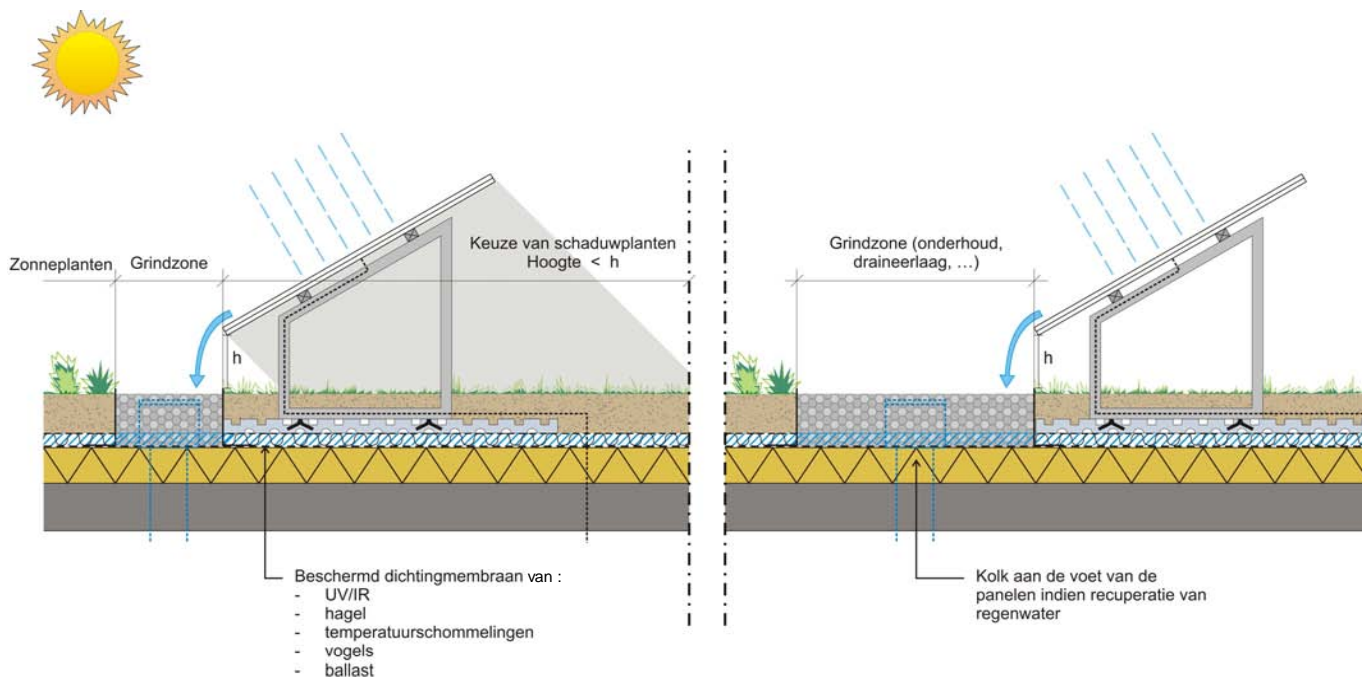 Zonneplanten
Grindzone
Keuze van schaduwplanten
Hoogte < h
h
Grindzone (onderhoud,
draineerlaag, ...)
h
Beschermd dichtingmembraan van :
- UV/IR
- hagel
- temperatuurschommelingen
- vogels
- ballast
Kolk aan de voet van de
panelen indien recuperatie van
regenwater